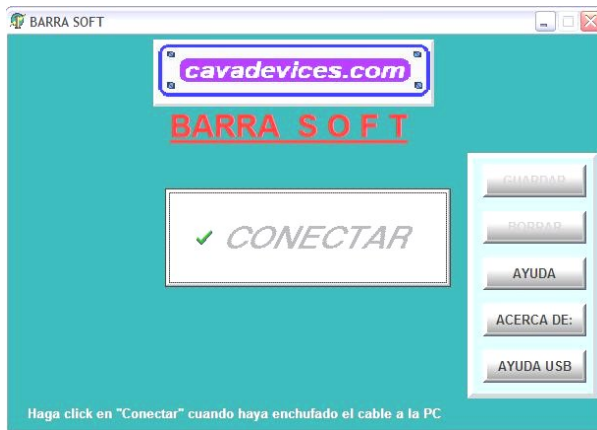 BARRA SOFT
cavadevices.com
BARRA SOFT
CONECTAR
GUARDAR
BORRAR
AYUDA
ACERCA DE:
AYUDA USB
Haga click en "Conectar" cuando haya enchufado el cable a la PC